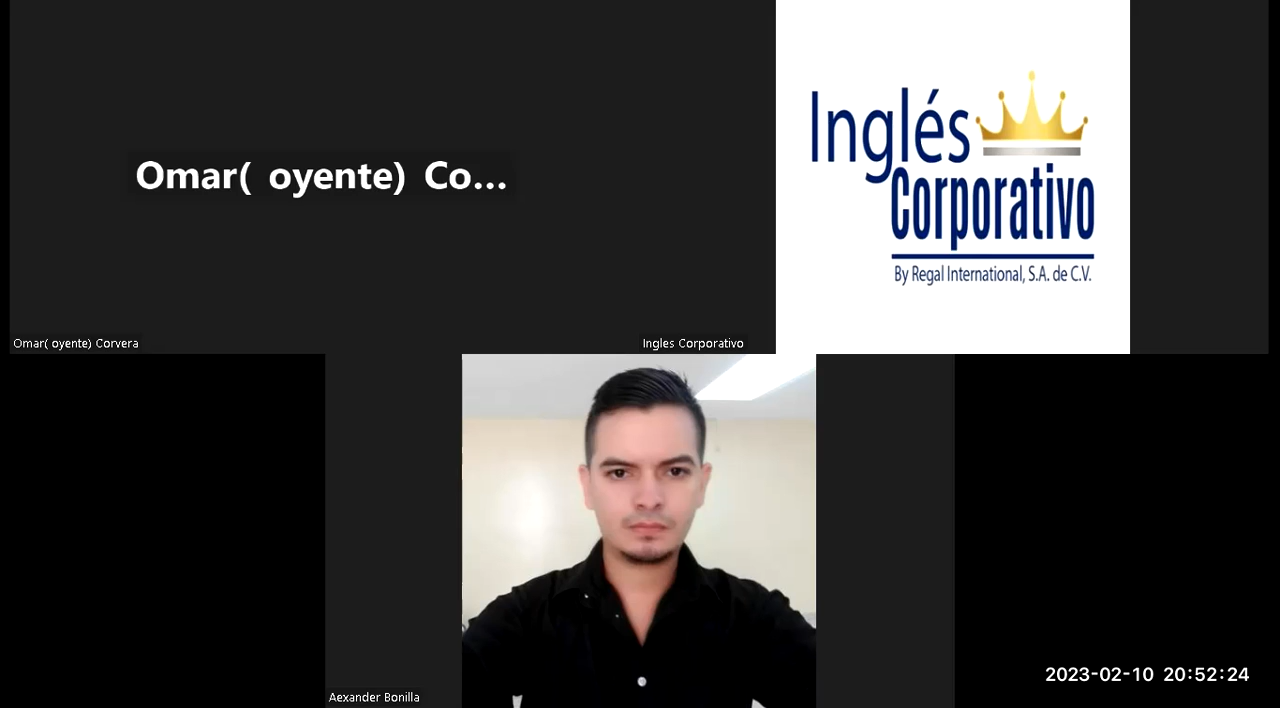 Omar( oyente) Co...
Inglés
Corporativo
By Regal International, S.A. de C.V.
Omar( oyente) Corvera
Ingles Corporativo
Aexander Bonilla
2023-02-10 20:52:24